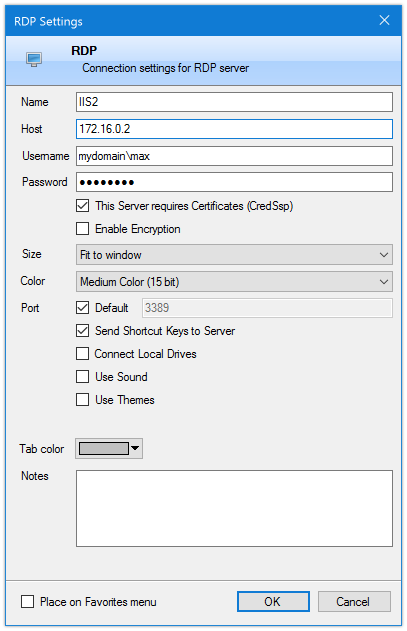 RDP Settings
RDP
Connection settings for RDP server
Name IIS2
Host 172.16.0.2
Username mydomain\max
Password ●●●●●●●●
This Server requires Certificates (CredSsp)
Enable Encryption
Size Fit to window
Color Medium Color (15 bit)
Port Default 3389
Send Shortcut Keys to Server
Connect Local Drives
Use Sound
Use Themes
Tab color
Notes
Place on Favorites menu OK Cancel